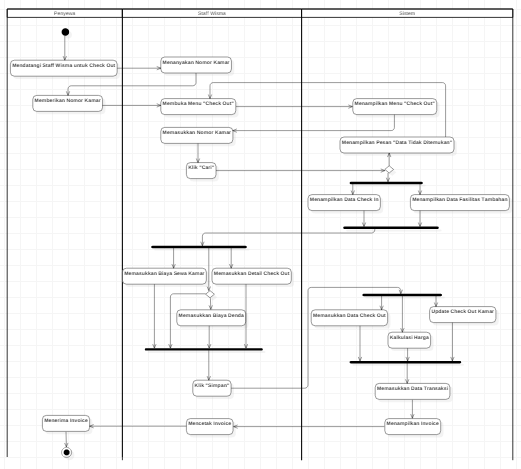 Penyewa
Staff Wisma
Sistem
Mendatangi Staff Wisma untuk Check Out
Menanyakan Nomor Kamar
Memberikan Nomor Kamar
Membuka Menu "Check Out"
Menampilkan Menu "Check Out"
Memasukkan Nomor Kamar
Menampilkan Pesan "Data Tidak Ditemukan"
Klik "Cari"
Menampilkan Data Check In
Menampilkan Data Fasilitas Tambahan
Memasukkan Biaya Sewa Kamar
Memasukkan Detail Check Out
Memasukkan Biaya Denda
Memasukkan Data Check Out
Update Check Out Kamar
Kalkulasi Harga
Klik "Simpan"
Memasukkan Data Transaksi
Menerima Invoice
Mencetak Invoice
Menampilkan Invoice